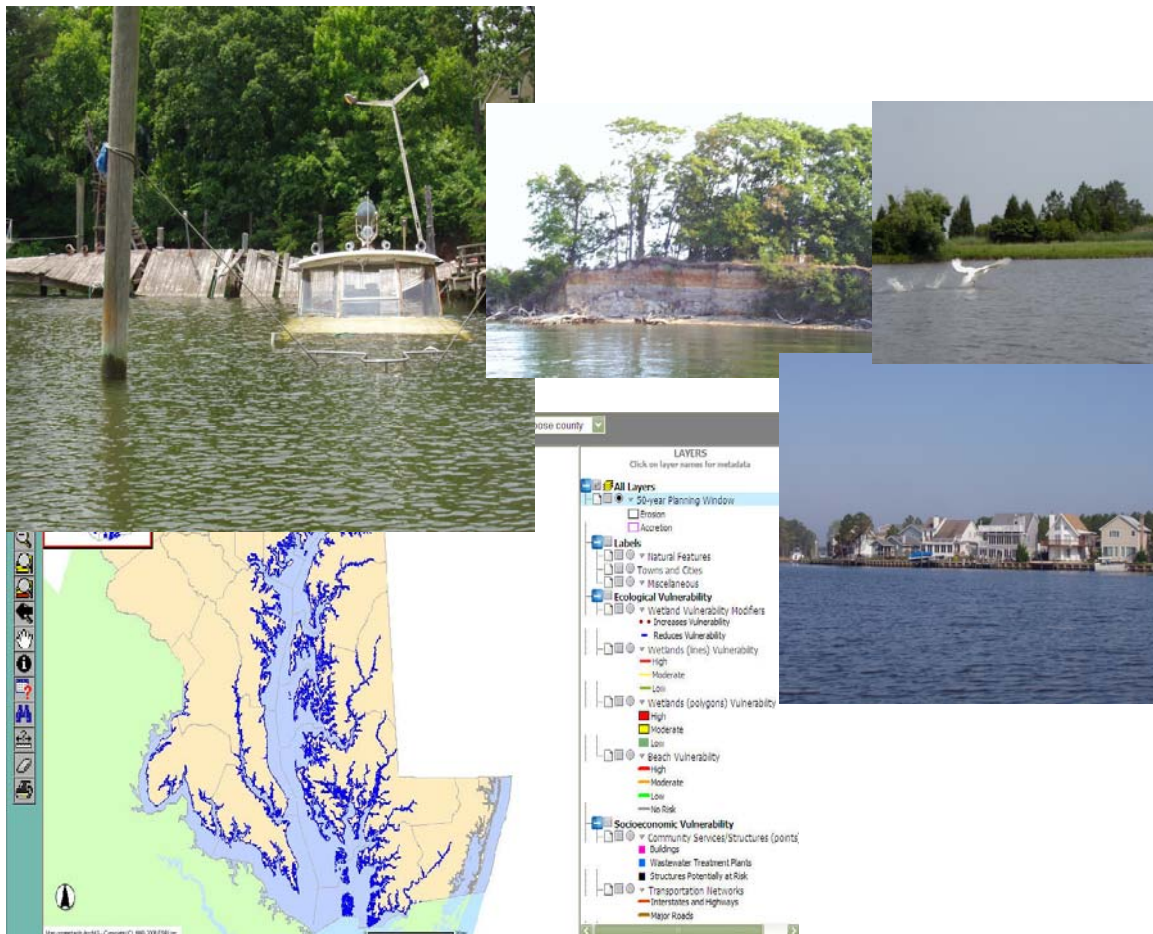 ose county
LAYERS
Click on layer names for metadata
All Layers
50-year Planning Window
Erosion
Accretion
Labels
Natural Features
Towns and Cities
Miscellaneous
Ecological Vulnerability
Wetland Vulnerability Modifiers
Increases Vulnerability
Reduces Vulnerability
Wetlands (lines) Vulnerability
High
Moderate
Low
Wetlands (polygons) Vulnerability
High
Moderate
Low
Beach Vulnerability
High
Moderate
Low
No Risk
Socioeconomic Vulnerability
Community Services/Structures (points)
Buildings
Wastewater Treatment Plants
Structures Potentially at Risk
Transportation Networks
Interstates and Highways
Major Roads